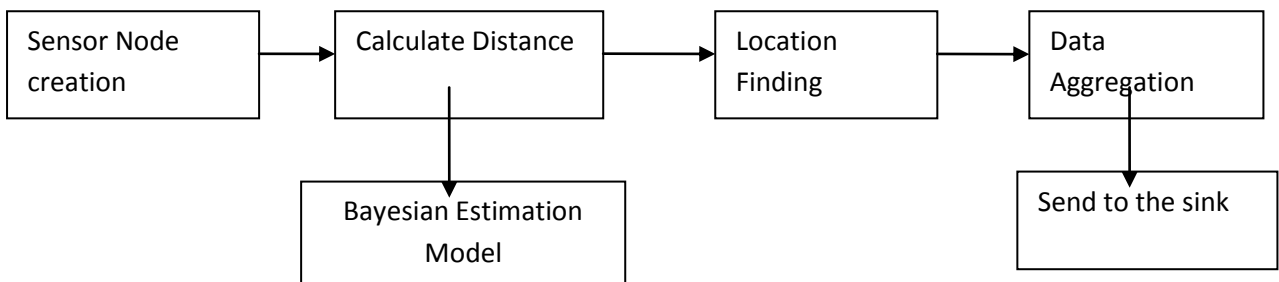 Sensor Node
creation
Calculate Distance
Location
Finding
Data
Aggregation
Bayesian Estimation
Model
Send to the sink